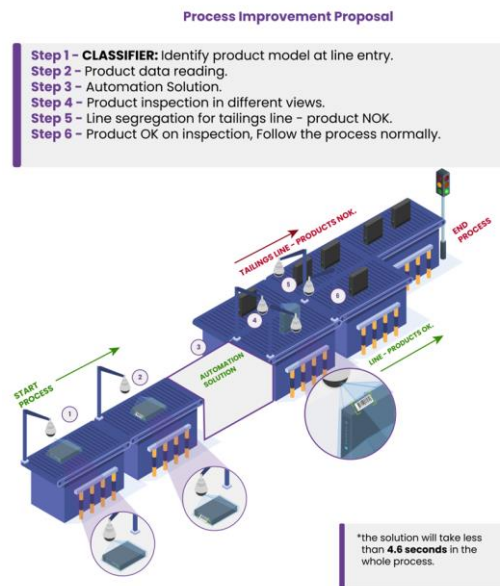 Process Improvement Proposal
Step 1 - CLASSIFIER: Identify product model at line entry.
Step 2 - Product data reading.
Step 3 - Automation Solution.
Step 4 - Product inspection in different views.
Step 5 - Line segregation for tailings line - product NOK.
Step 6 - Product OK on inspection, Follow the process normally.
TAILINGS LINE - PRODUCTS NOK.
END
PROCESS
5
6
4
3
AUTOMATION
SOLUTION
LINE - PRODUCTS OK.
START
PROCESS
2
1
*the solution will take less
than 4.6 seconds in the
whole process.